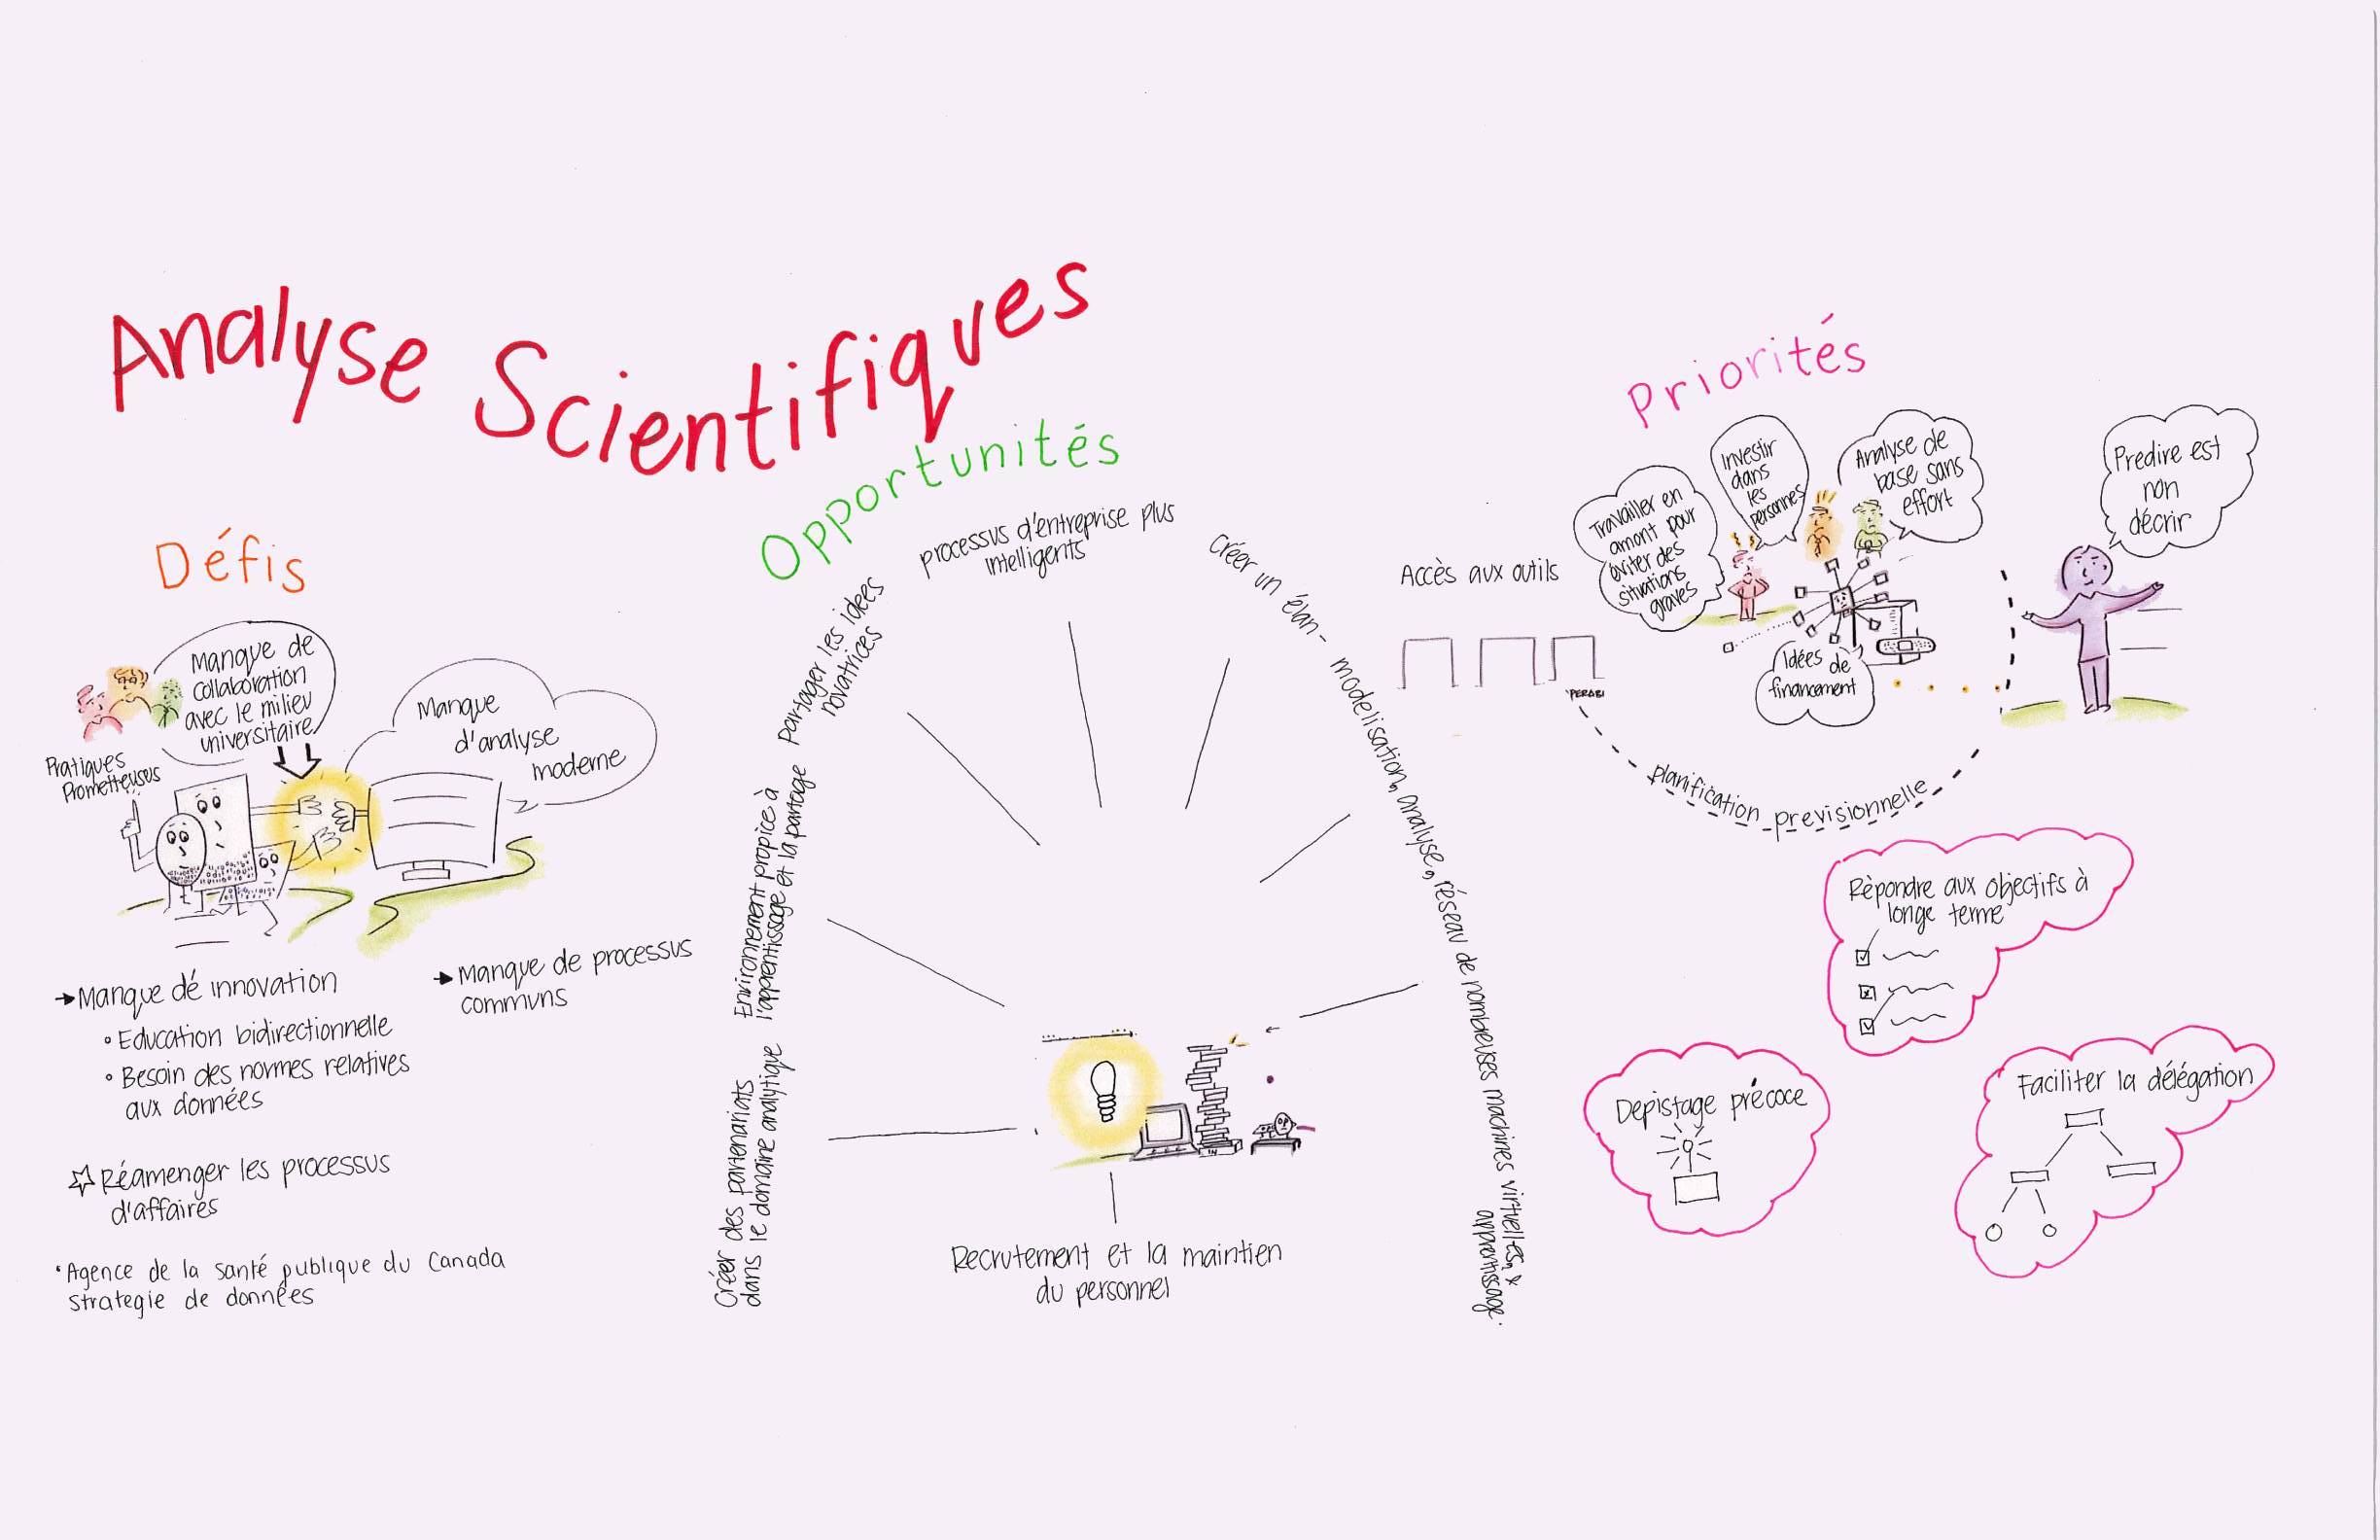 Analyse Scientifiques
Défis
Manque de
collaboration
avec le milieu
universitaire
Pratiques
Prometteuses
Manque
d'analyse
moderne
→ Manque dé innovation
° Education bidirectionnelle
° Besoin des normes relatives
aux données
→ Manque de processus
communs
☆ Réamenger les processus
d'affaires
'Agence de la santé publique du Canada
strategie de données
Opportunités
Créer des partenariats
dans le domaine analytique
Environnement propice à
l'apprentissage et la partage
Partager les idees
novatrices
processus d'entreprise plus
intelligents
Créer un élan - modelisation, analyse, réseau de nombreuses machines virtuelles, *
apprentissage.
Recrutement et la maintien
du personnel
Accès aux outils
Priorités
Travailler en
amont pour
éviter des
situations
graves
Investir
dans
les
personnes
Analyse de
base sans
effort
Idées de
financement
Predire est
non
décrir
planification previsionnelle
Rèpondre aux objectifs à
longe terme
Depistage précoce
Faciliter la délégation